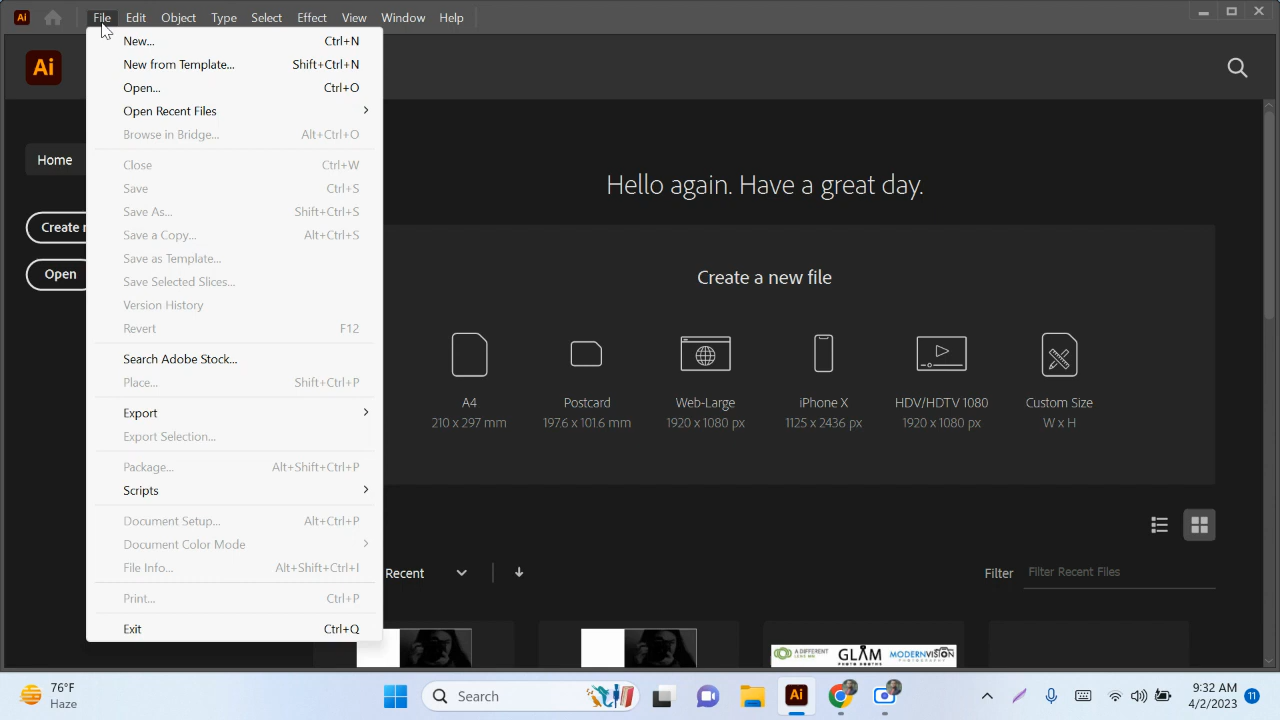 Ai File Edit Object Type Select Effect View Window Help
New... Ctrl+N
Ai
New from Template... Shift+Ctrl+N
Open... Ctrl+O
Open Recent Files
Browse in Bridge... Alt+Ctrl+O
Home
Close Ctrl+W
Save Ctrl+S
Hello again. Have a great day.
Save As... Shift+Ctrl+S
Create
Save a Copy... Alt+Ctrl+S
Save as Template...
Open
Save Selected Slices...
Create a new file
Version History
Revert F12
Search Adobe Stock...
Place... Shift+Ctrl+P
Export
A4 Postcard Web-Large iPhone X HDV/HDTV 1080 Custom Size
210 x 297 mm 197.6 x 101.6 mm 1920 x 1080 px 1125 x 2436 px 1920 x 1080 px W x H
Export Selection...
Package... Alt+Shift+Ctrl+P
Scripts
Document Setup... Alt+Ctrl+P
Document Color Mode
File Info... Alt+Shift+Ctrl+I
Recent Filter Filter Recent Files
Print... Ctrl+P
Exit Ctrl+Q
A DIFFERENT GLAM MODERNVISION
PHOTO BOOTHS PHOTOGRAPHY
76°F
Haze
Search
Ai
9:32 AM
4/2/2023
11